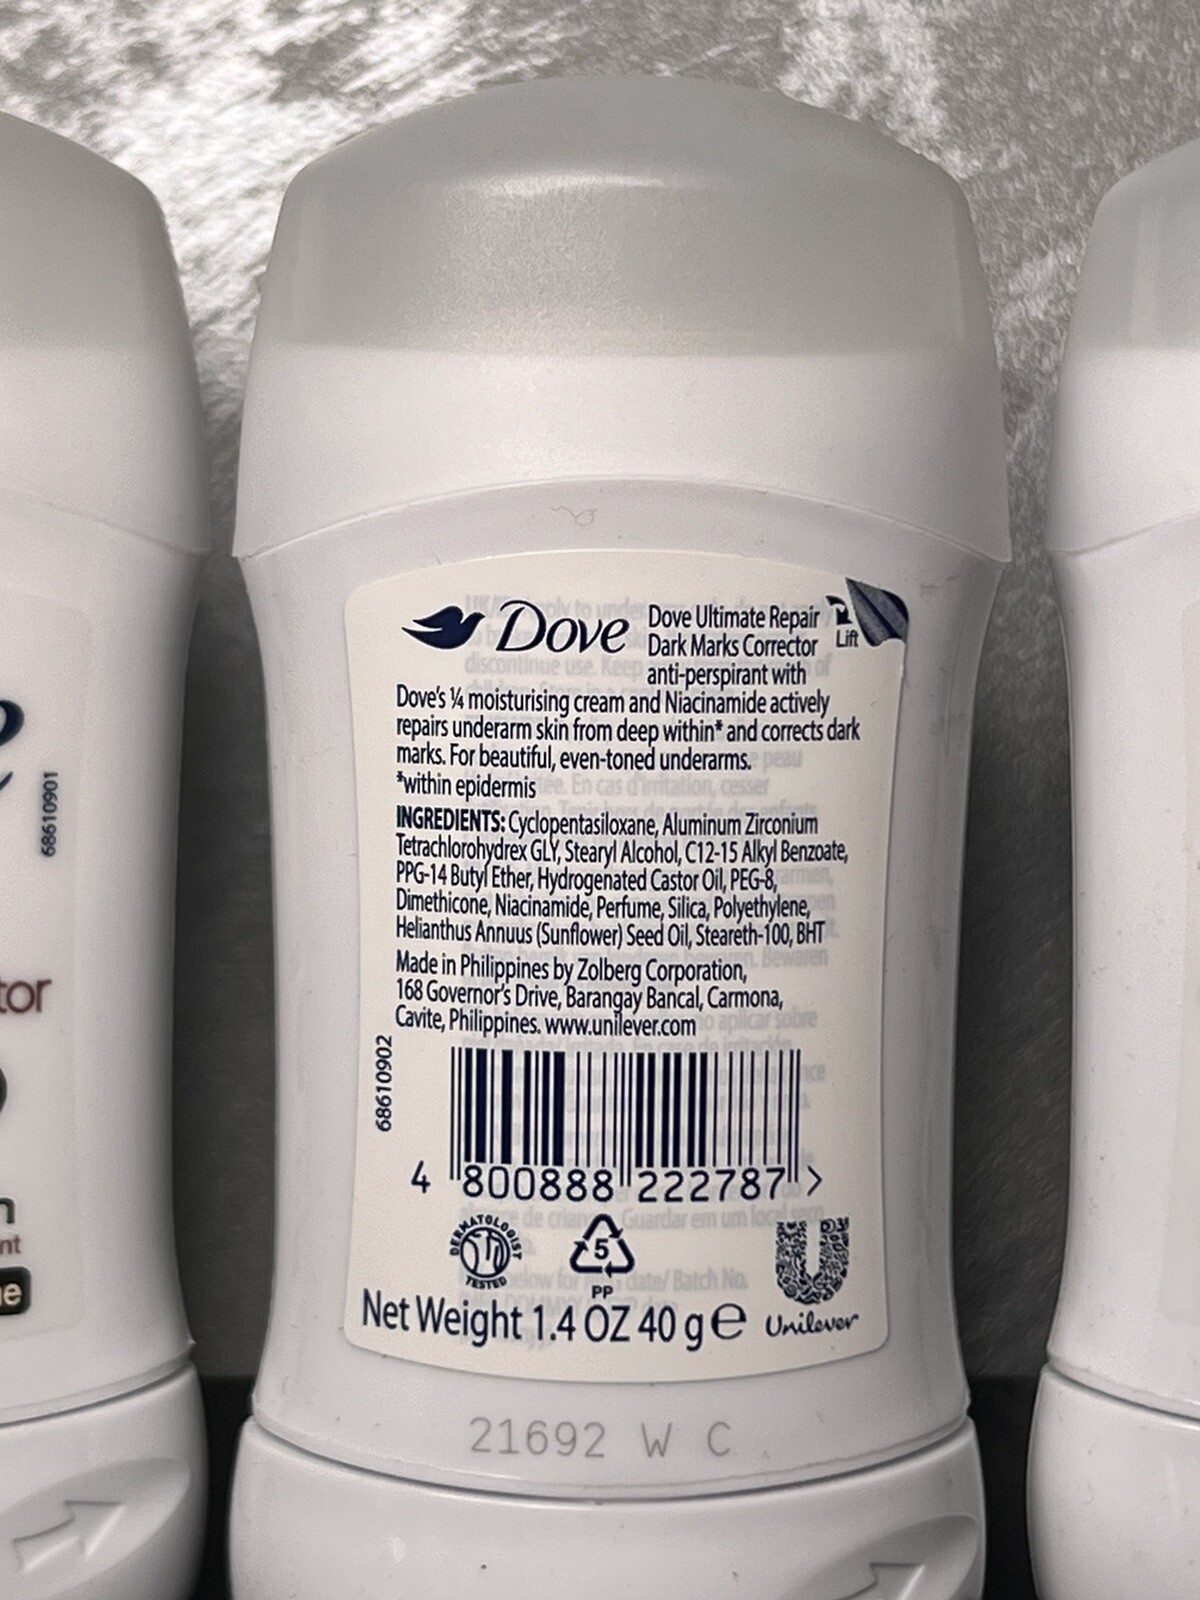 Dove
Dove Ultimate Repair
Dark Marks Corrector
anti-perspirant with
Lift
Dove's ¼ moisturising cream and Niacinamide actively
repairs underarm skin from deep within* and corrects dark
marks. For beautiful, even-toned underarms.
*within epidermis
INGREDIENTS: Cyclopentasiloxane, Aluminum Zirconium
Tetrachlorohydrex GLY, Stearyl Alcohol, C12-15 Alkyl Benzoate,
PPG-14 Butyl Ether, Hydrogenated Castor Oil, PEG-8,
Dimethicone, Niacinamide, Perfume, Silica, Polyethylene,
Helianthus Annuus (Sunflower) Seed Oil, Steareth-100, BHT
Made in Philippines by Zolberg Corporation,
168 Governor's Drive, Barangay Bancal, Carmona,
Cavite, Philippines. www.unilever.com
68610902
4 800888 222787 >
DERMATOLOGIST
TESTED
5
PP
Net Weight 1.4 OZ 40 g e
Unilever
21692 W C
68610901
tor
nt